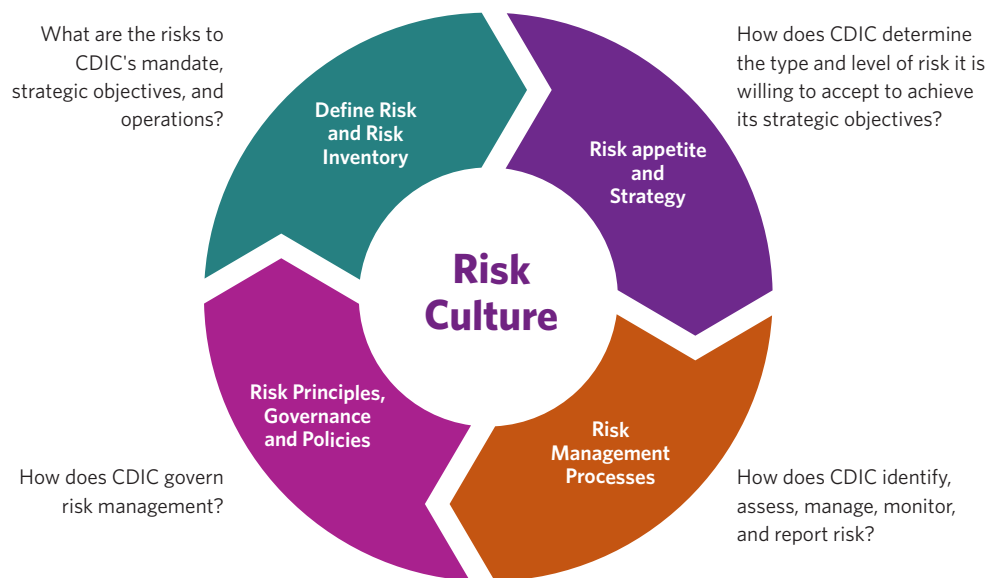 What are the risks to
CDIC's mandate,
strategic objectives, and
operations?
Define Risk
and Risk
Inventory
How does CDIC determine
the type and level of risk it is
willing to accept to achieve
its strategic objectives?
Risk appetite
and
Strategy
Risk
Culture
Risk Principles,
Governance
and Policies
How does CDIC govern
risk management?
Risk
Management
Processes
How does CDIC identify,
assess, manage, monitor,
and report risk?